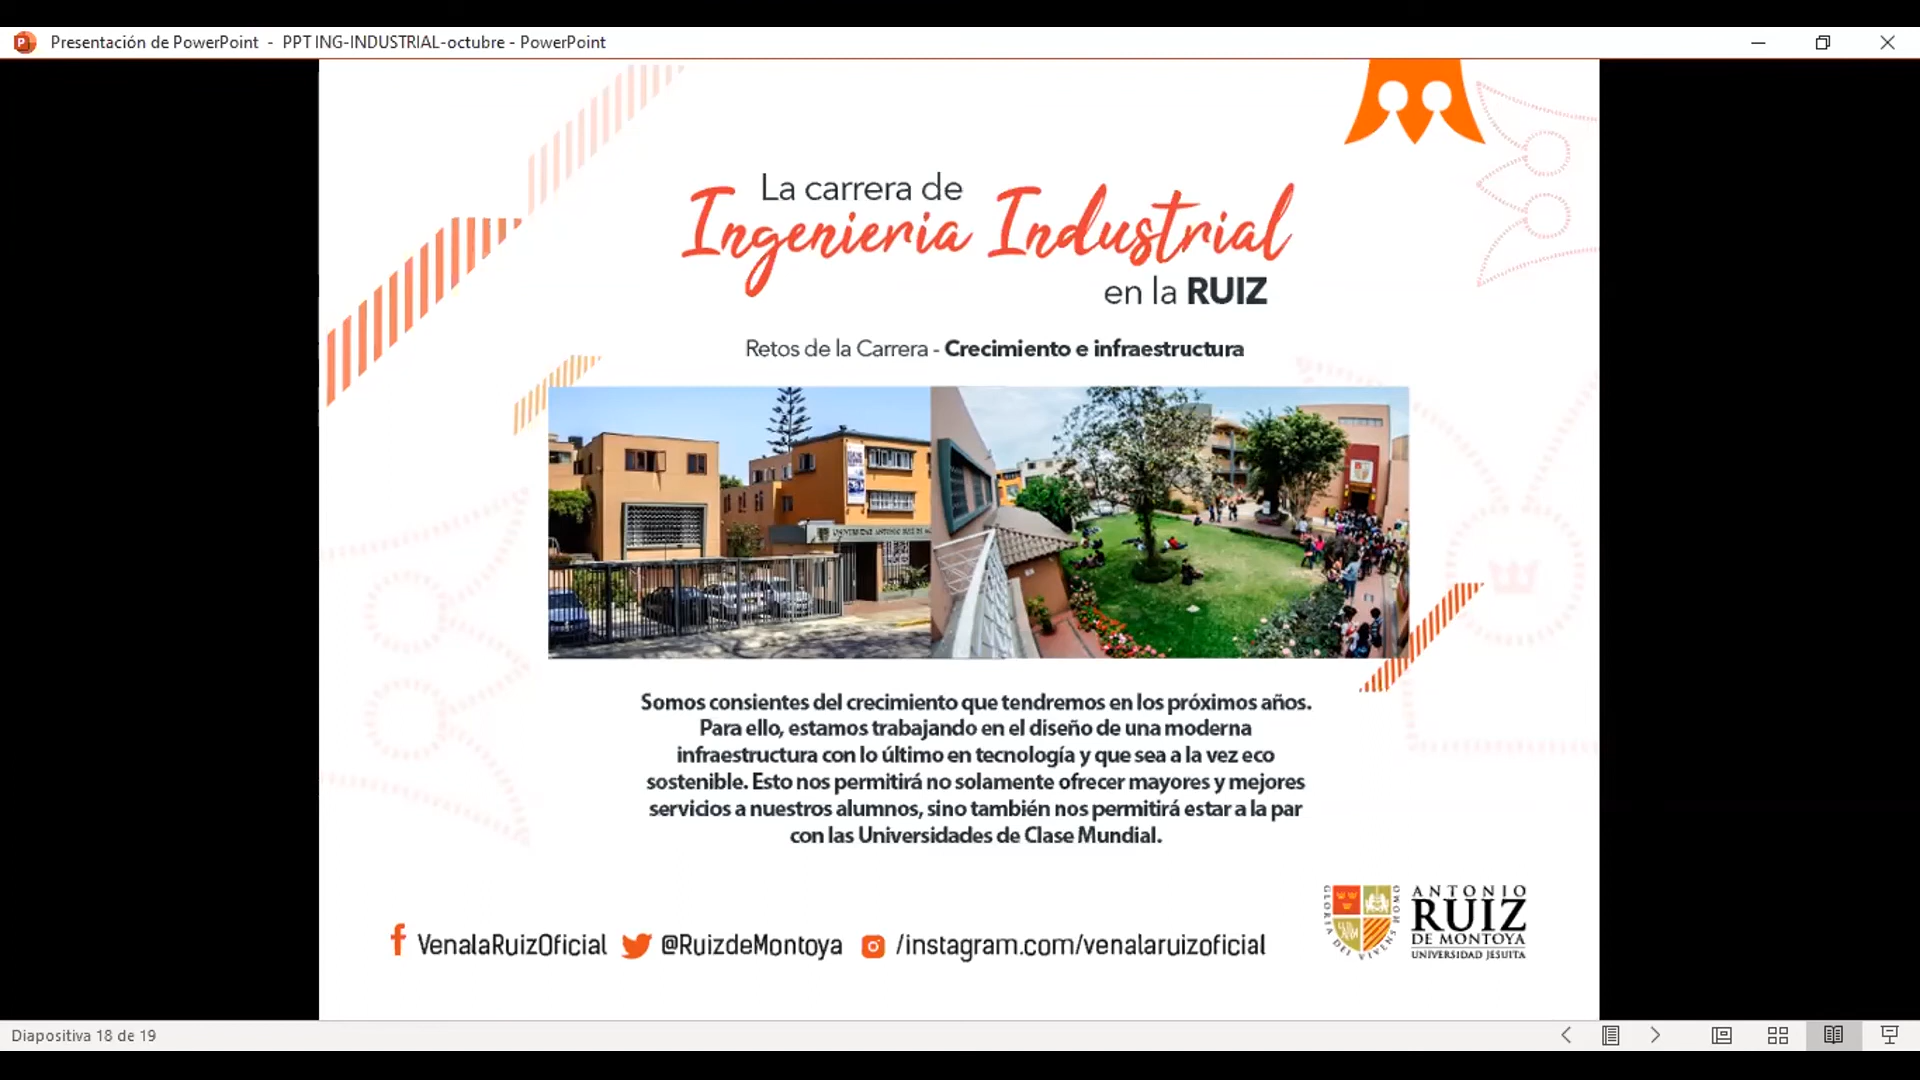 Presentación de PowerPoint - PPT ING-INDUSTRIAL-octubre - PowerPoint
La carrera de
Ingenieria Industrial
en la RUIZ
Retos de la Carrera - Crecimiento e infraestructura
Somos consientes del crecimiento que tendremos en los próximos años.
Para ello, estamos trabajando en el diseño de una moderna
infraestructura con lo último en tecnología y que sea a la vez eco
sostenible. Esto nos permitirá no solamente ofrecer mayores y mejores
servicios a nuestros alumnos, sino también nos permitirá estar a la par
con las Universidades de Clase Mundial.
VenalaRuizOficial @RuizdeMontoya /instagram.com/venalaruizoficial
GLORIA DEI VIVENS HOMO
ANTONIO
RUIZ
DE MONTOYA
UNIVERSIDAD JESUITA
Diapositiva 18 de 19